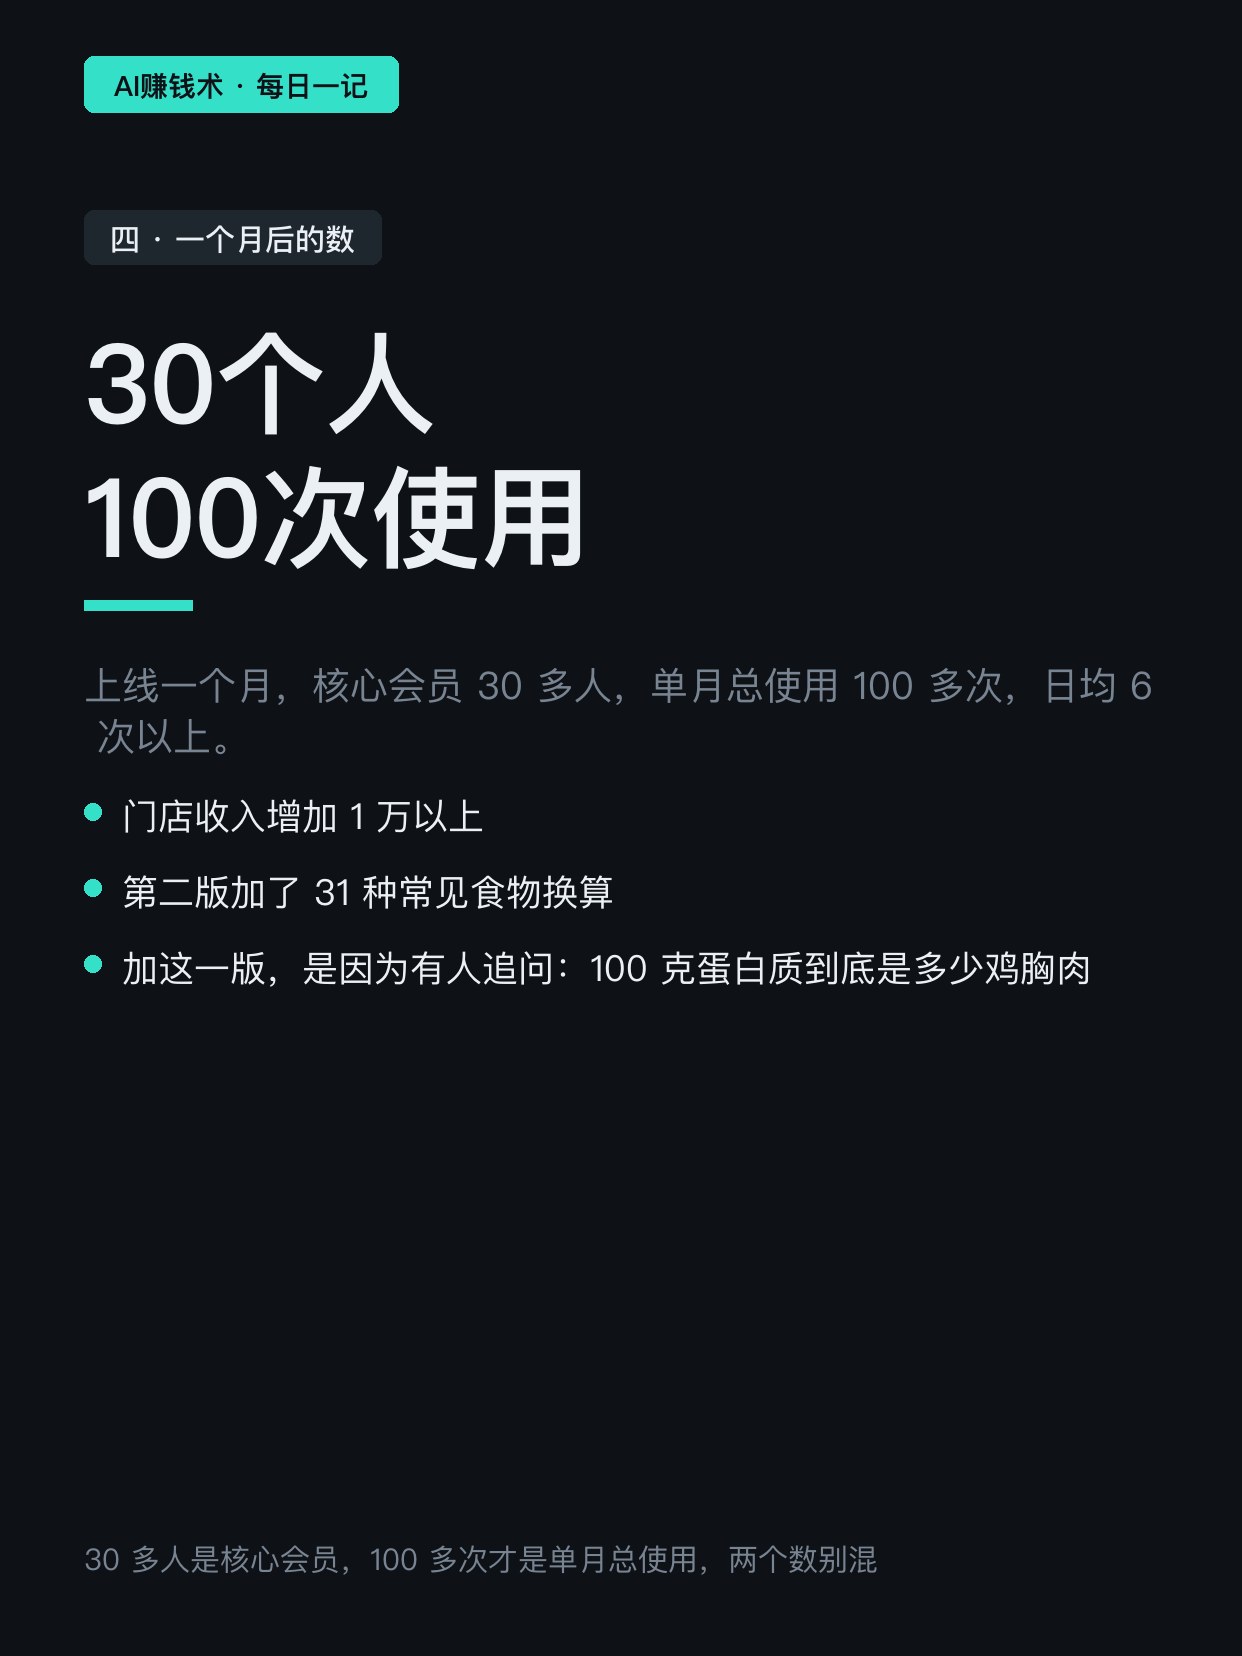 AI赚钱术 · 每日一记
四 · 一个月后的数
30个人
100次使用
上线一个月，核心会员 30 多人，单月总使用 100 多次，日均 6
次以上。
门店收入增加 1 万以上
第二版加了 31 种常见食物换算
加这一版，是因为有人追问：100 克蛋白质到底是多少鸡胸肉
30 多人是核心会员，100 多次才是单月总使用，两个数别混